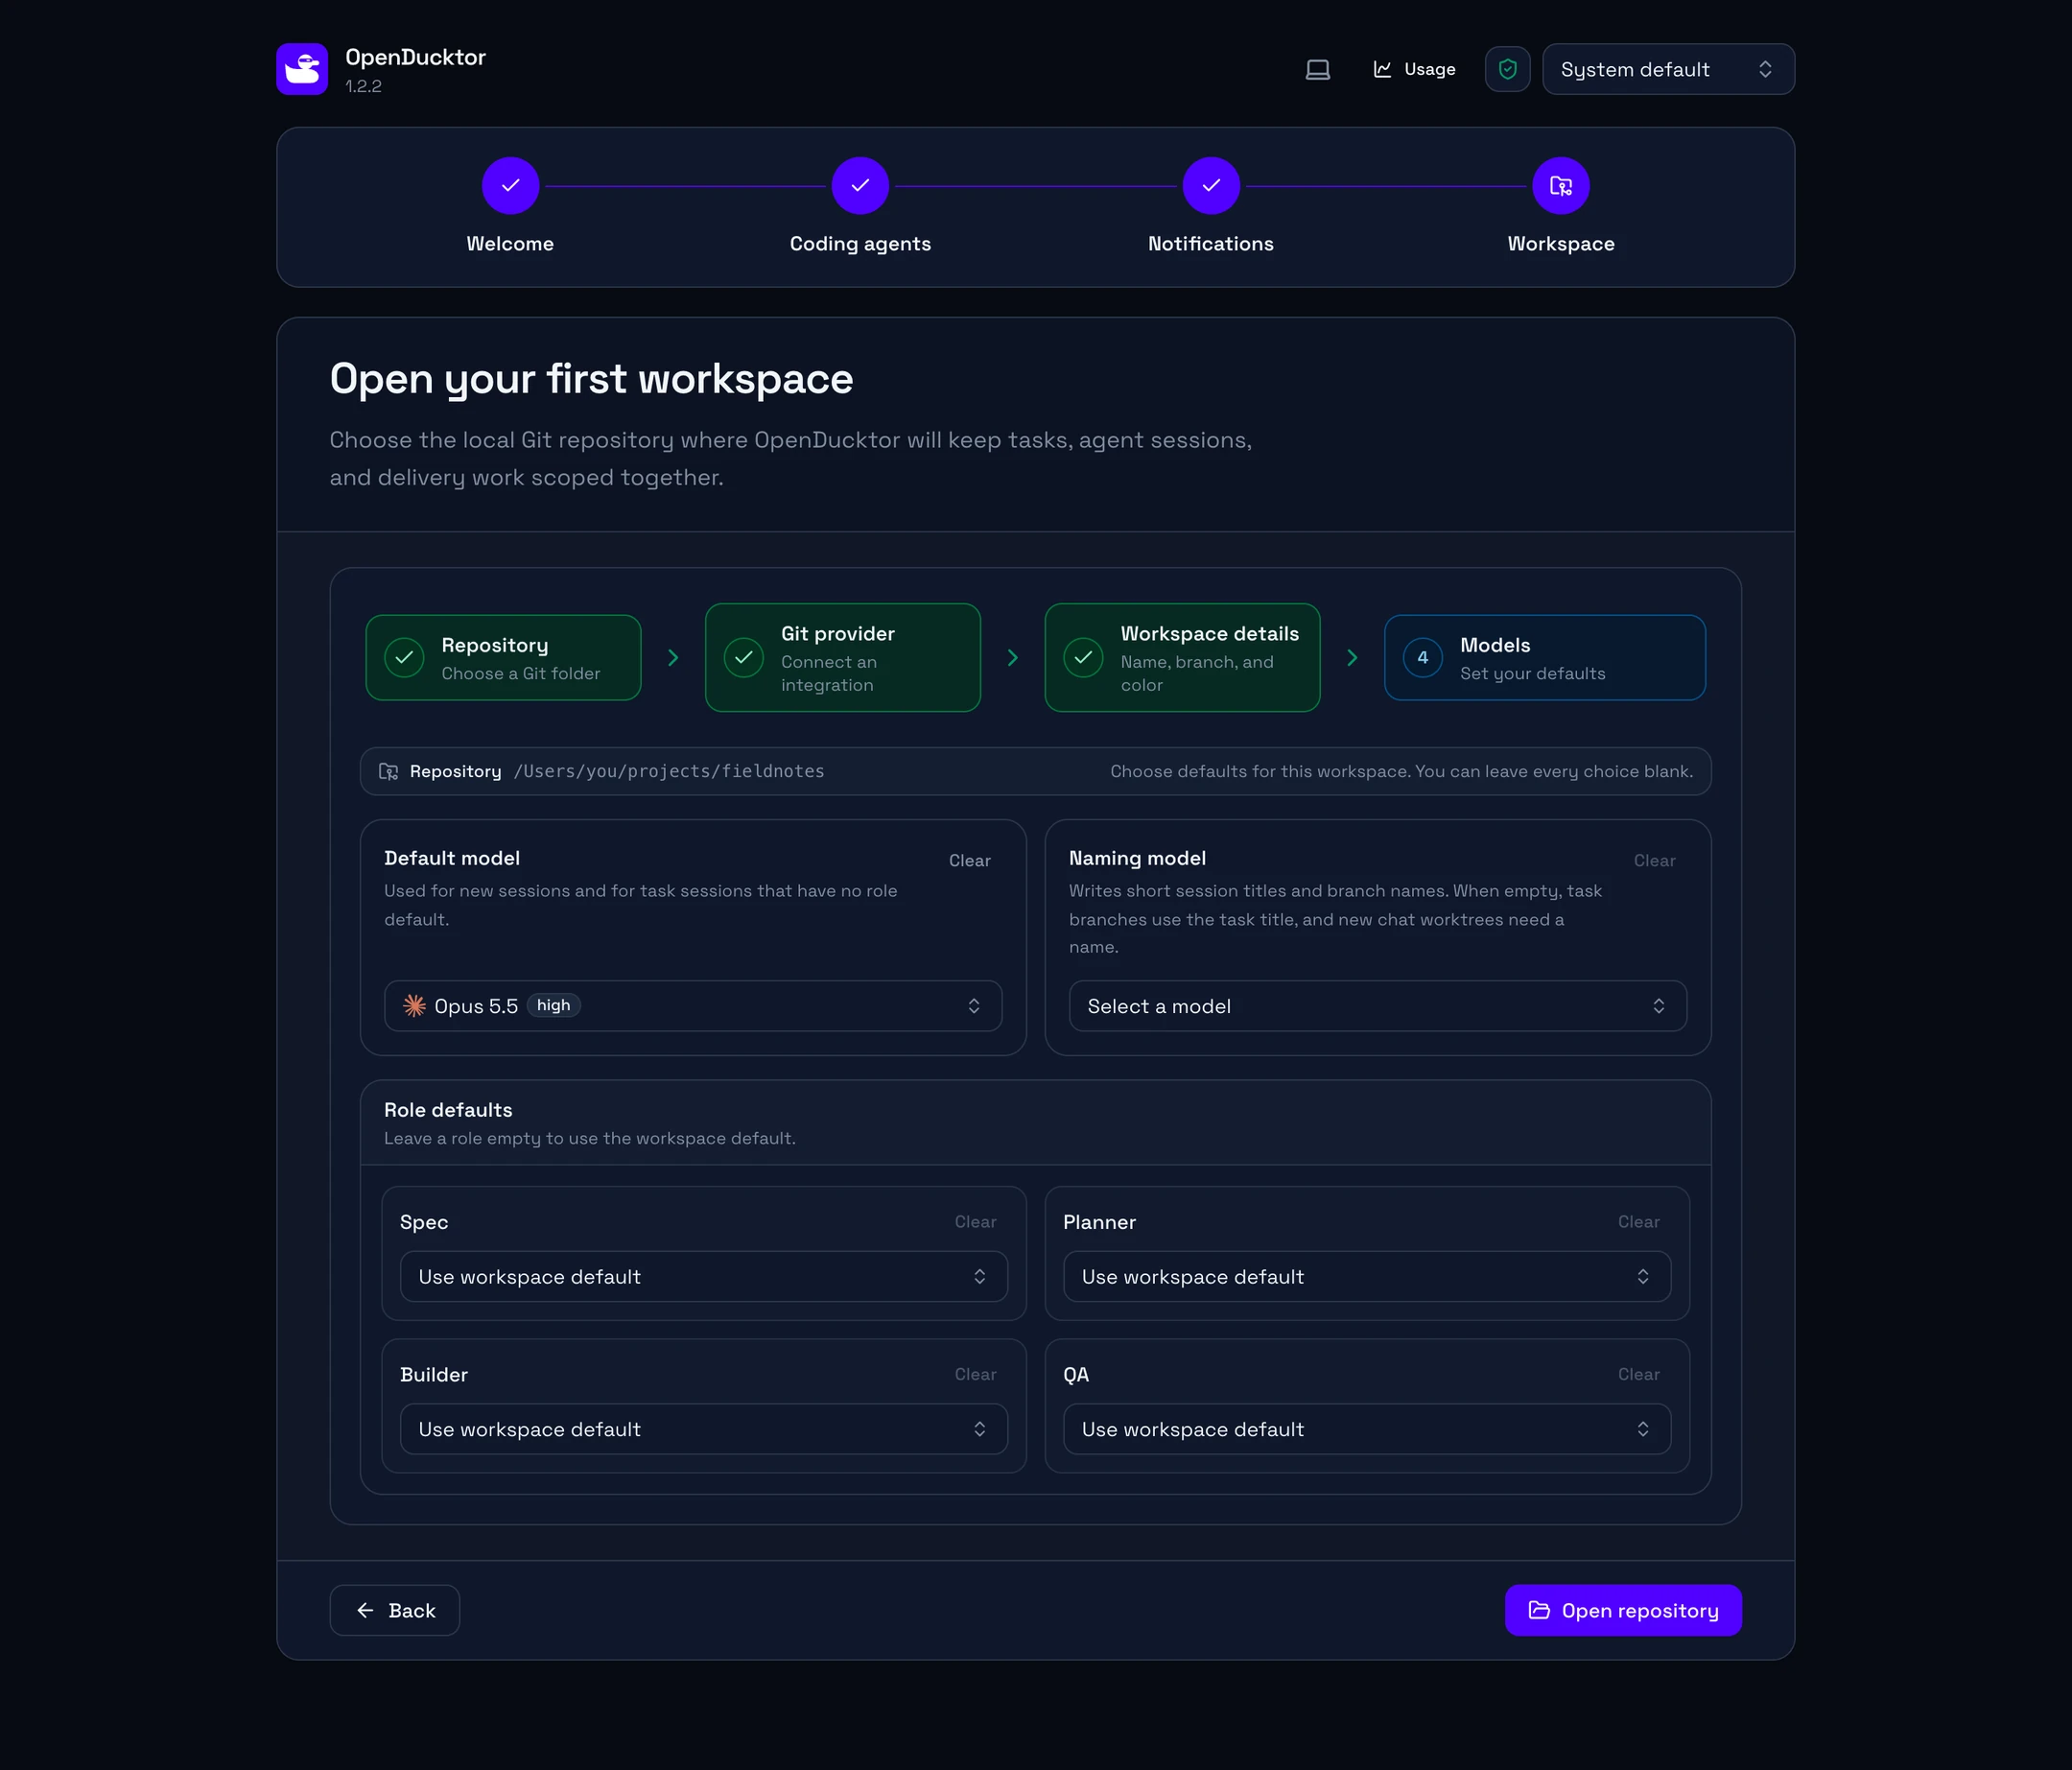 OpenDucktor
1.2.2
Usage
System default
Welcome
Coding agents
Notifications
Workspace
Open your first workspace
Choose the local Git repository where OpenDucktor will keep tasks, agent sessions,
and delivery work scoped together.
Repository
Choose a Git folder
Git provider
Connect an
integration
Workspace details
Name, branch, and
color
4
Models
Set your defaults
Repository /Users/you/projects/fieldnotes
Choose defaults for this workspace. You can leave every choice blank.
Default model
Clear
Used for new sessions and for task sessions that have no role
default.
Opus 5.5 high
Naming model
Clear
Writes short session titles and branch names. When empty, task
branches use the task title, and new chat worktrees need a
name.
Select a model
Role defaults
Leave a role empty to use the workspace default.
Spec
Clear
Use workspace default
Planner
Clear
Use workspace default
Builder
Clear
Use workspace default
QA
Clear
Use workspace default
Back
Open repository